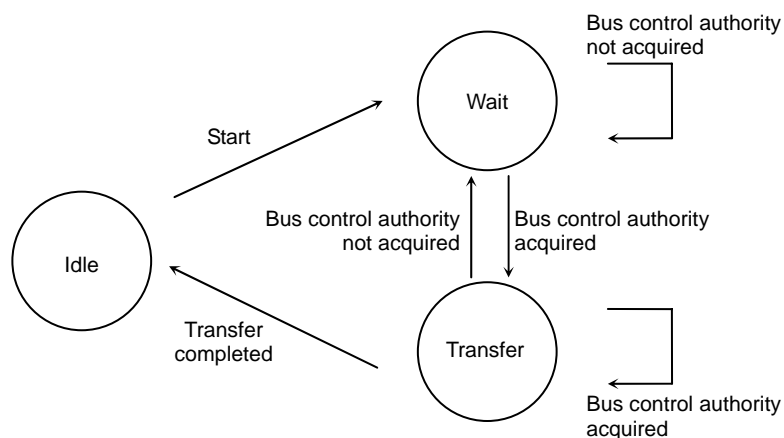 Bus control authority
not acquired
Wait
Start
Bus control authority
not acquired
Bus control authority
acquired
Idle
Transfer
completed
Transfer
Bus control authority
acquired